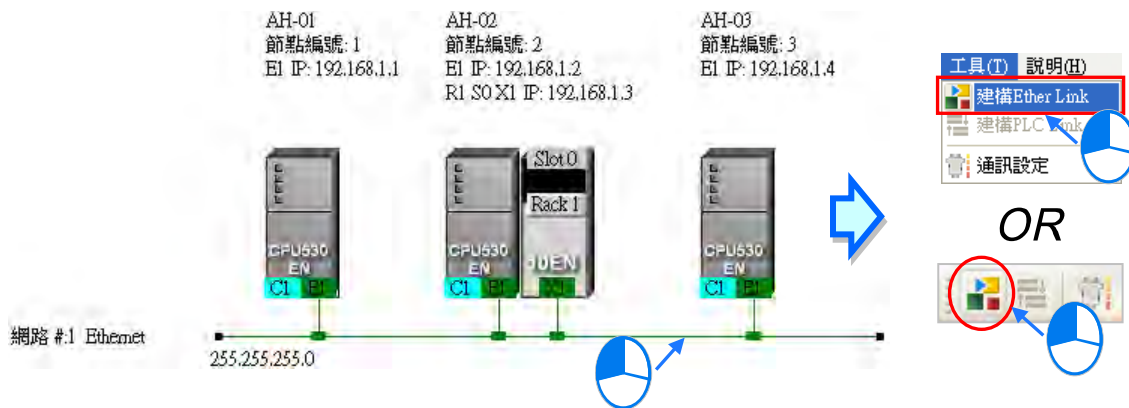 AH-01
節點編號: 1
E1 IP: 192.168.1.1
AH-02
節點編號: 2
E1 IP: 192.168.1.2
R1 S0 X1 IP: 192.168.1.3
AH-03
節點編號: 3
E1 IP: 192.168.1.4
Slot 0
Rack 1
CPU530
EN
C1 E1
CPU530
EN
C1 E1
10EN
X1
CPU530
EN
C1 E1
網路 #:1 Ethernet
255.255.255.0
工具(T) 說明(H)
建構Ether Link
建構PLC Link
通訊設定
OR